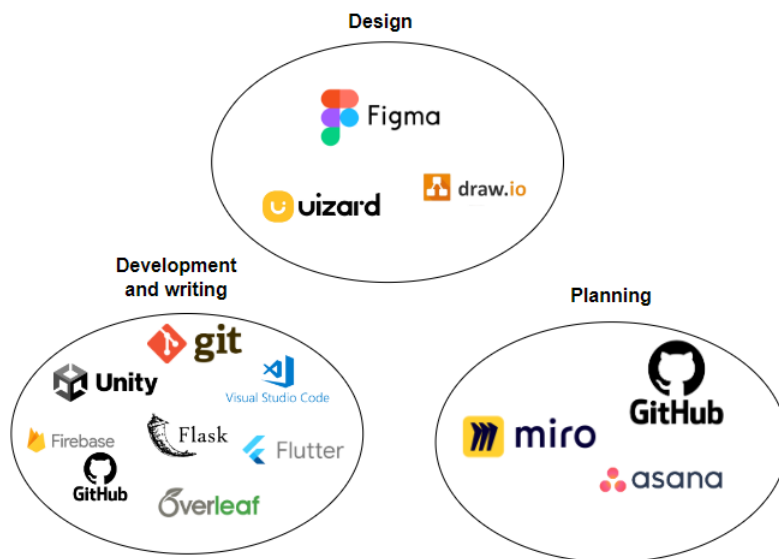 Design
Figma
uizard
draw.io
Development
and writing
git
Unity
Visual Studio Code
Firebase
Flask
Flutter
GitHub
Overleaf
Planning
GitHub
miro
asana